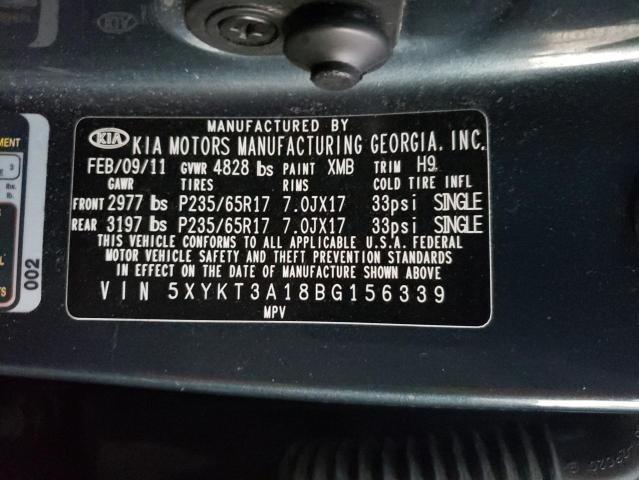 MANUFACTURED BY
KIA KIA MOTORS MANUFACTURING GEORGIA, INC.
FEB/09/11 GVWR 4828 lbs PAINT XMB TRIM H9
GAWR TIRES RIMS COLD TIRE INFL
FRONT 2977 lbs P235/65R17 7.0JX17 33psi SINGLE
REAR 3197 lbs P235/65R17 7.0JX17 33psi SINGLE
THIS VEHICLE CONFORMS TO ALL APPLICABLE U.S.A. FEDERAL
MOTOR VEHICLE SAFETY AND THEFT PREVENTION STANDARDS
IN EFFECT ON THE DATE OF MANUFACTURE SHOWN ABOVE
VIN 5XYKT3A18BG156339
MPV
002
3
lbs.